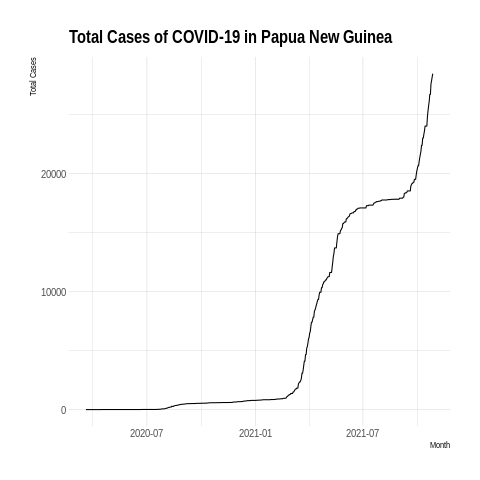 Total Cases of COVID-19 in Papua New Guinea
Total Cases
20000
10000
0
2020-07 2021-01 2021-07
Month